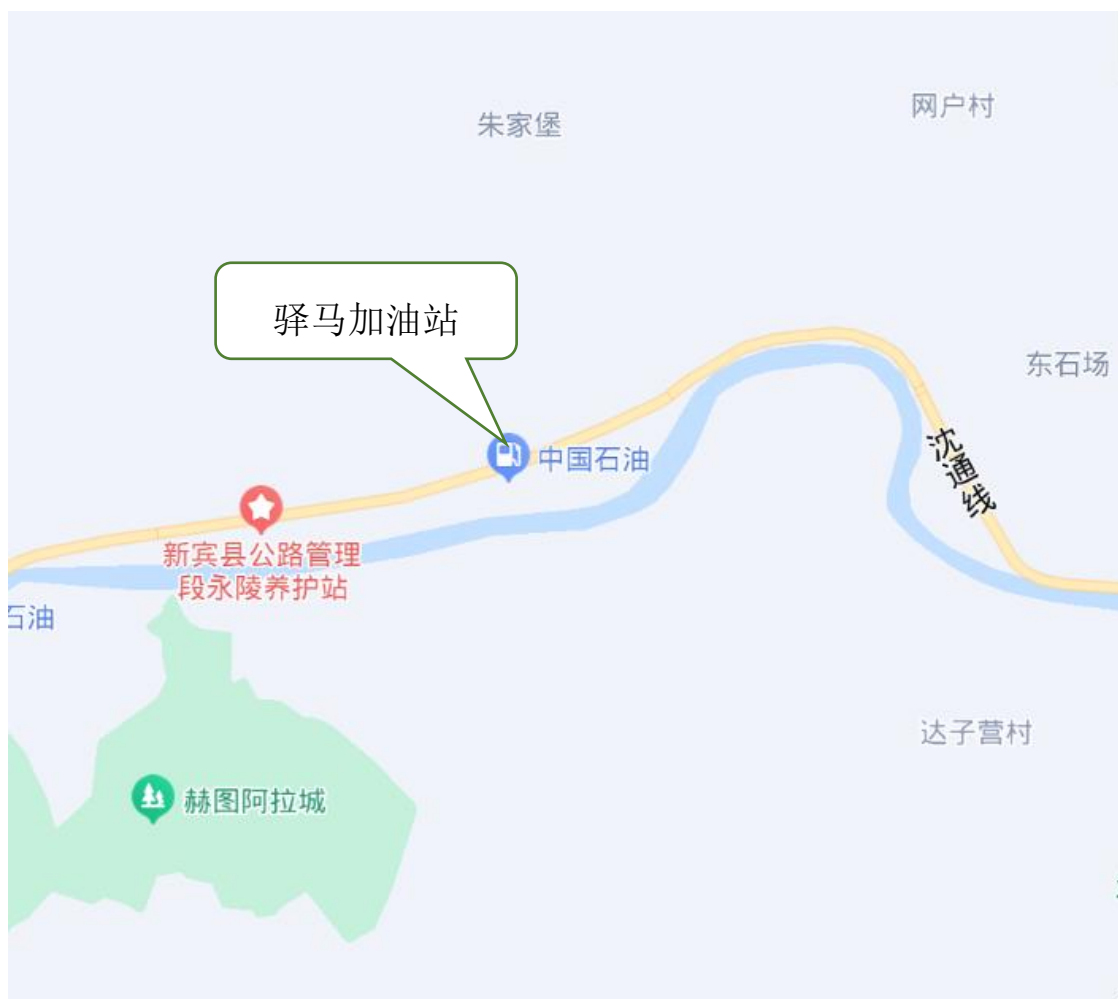 网户村
朱家堡
驿马加油站
东石场
沈通线
中国石油
新宾县公路管理
段永陵养护站
石油
达子营村
赫图阿拉城